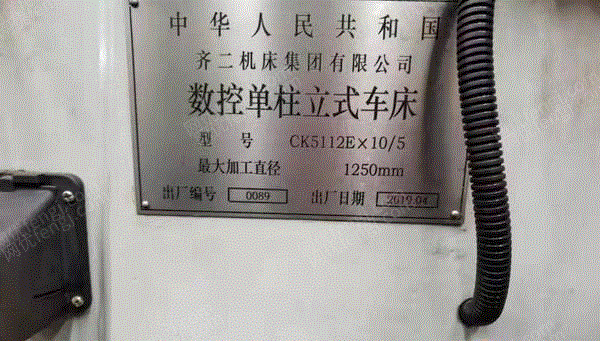 中华人民共和国
齐二机床集团有限公司
数控单柱立式车床
型 号 CK5112E×10/5
最大加工直径 1250mm
出厂编号 0089 出厂日期 2019.04